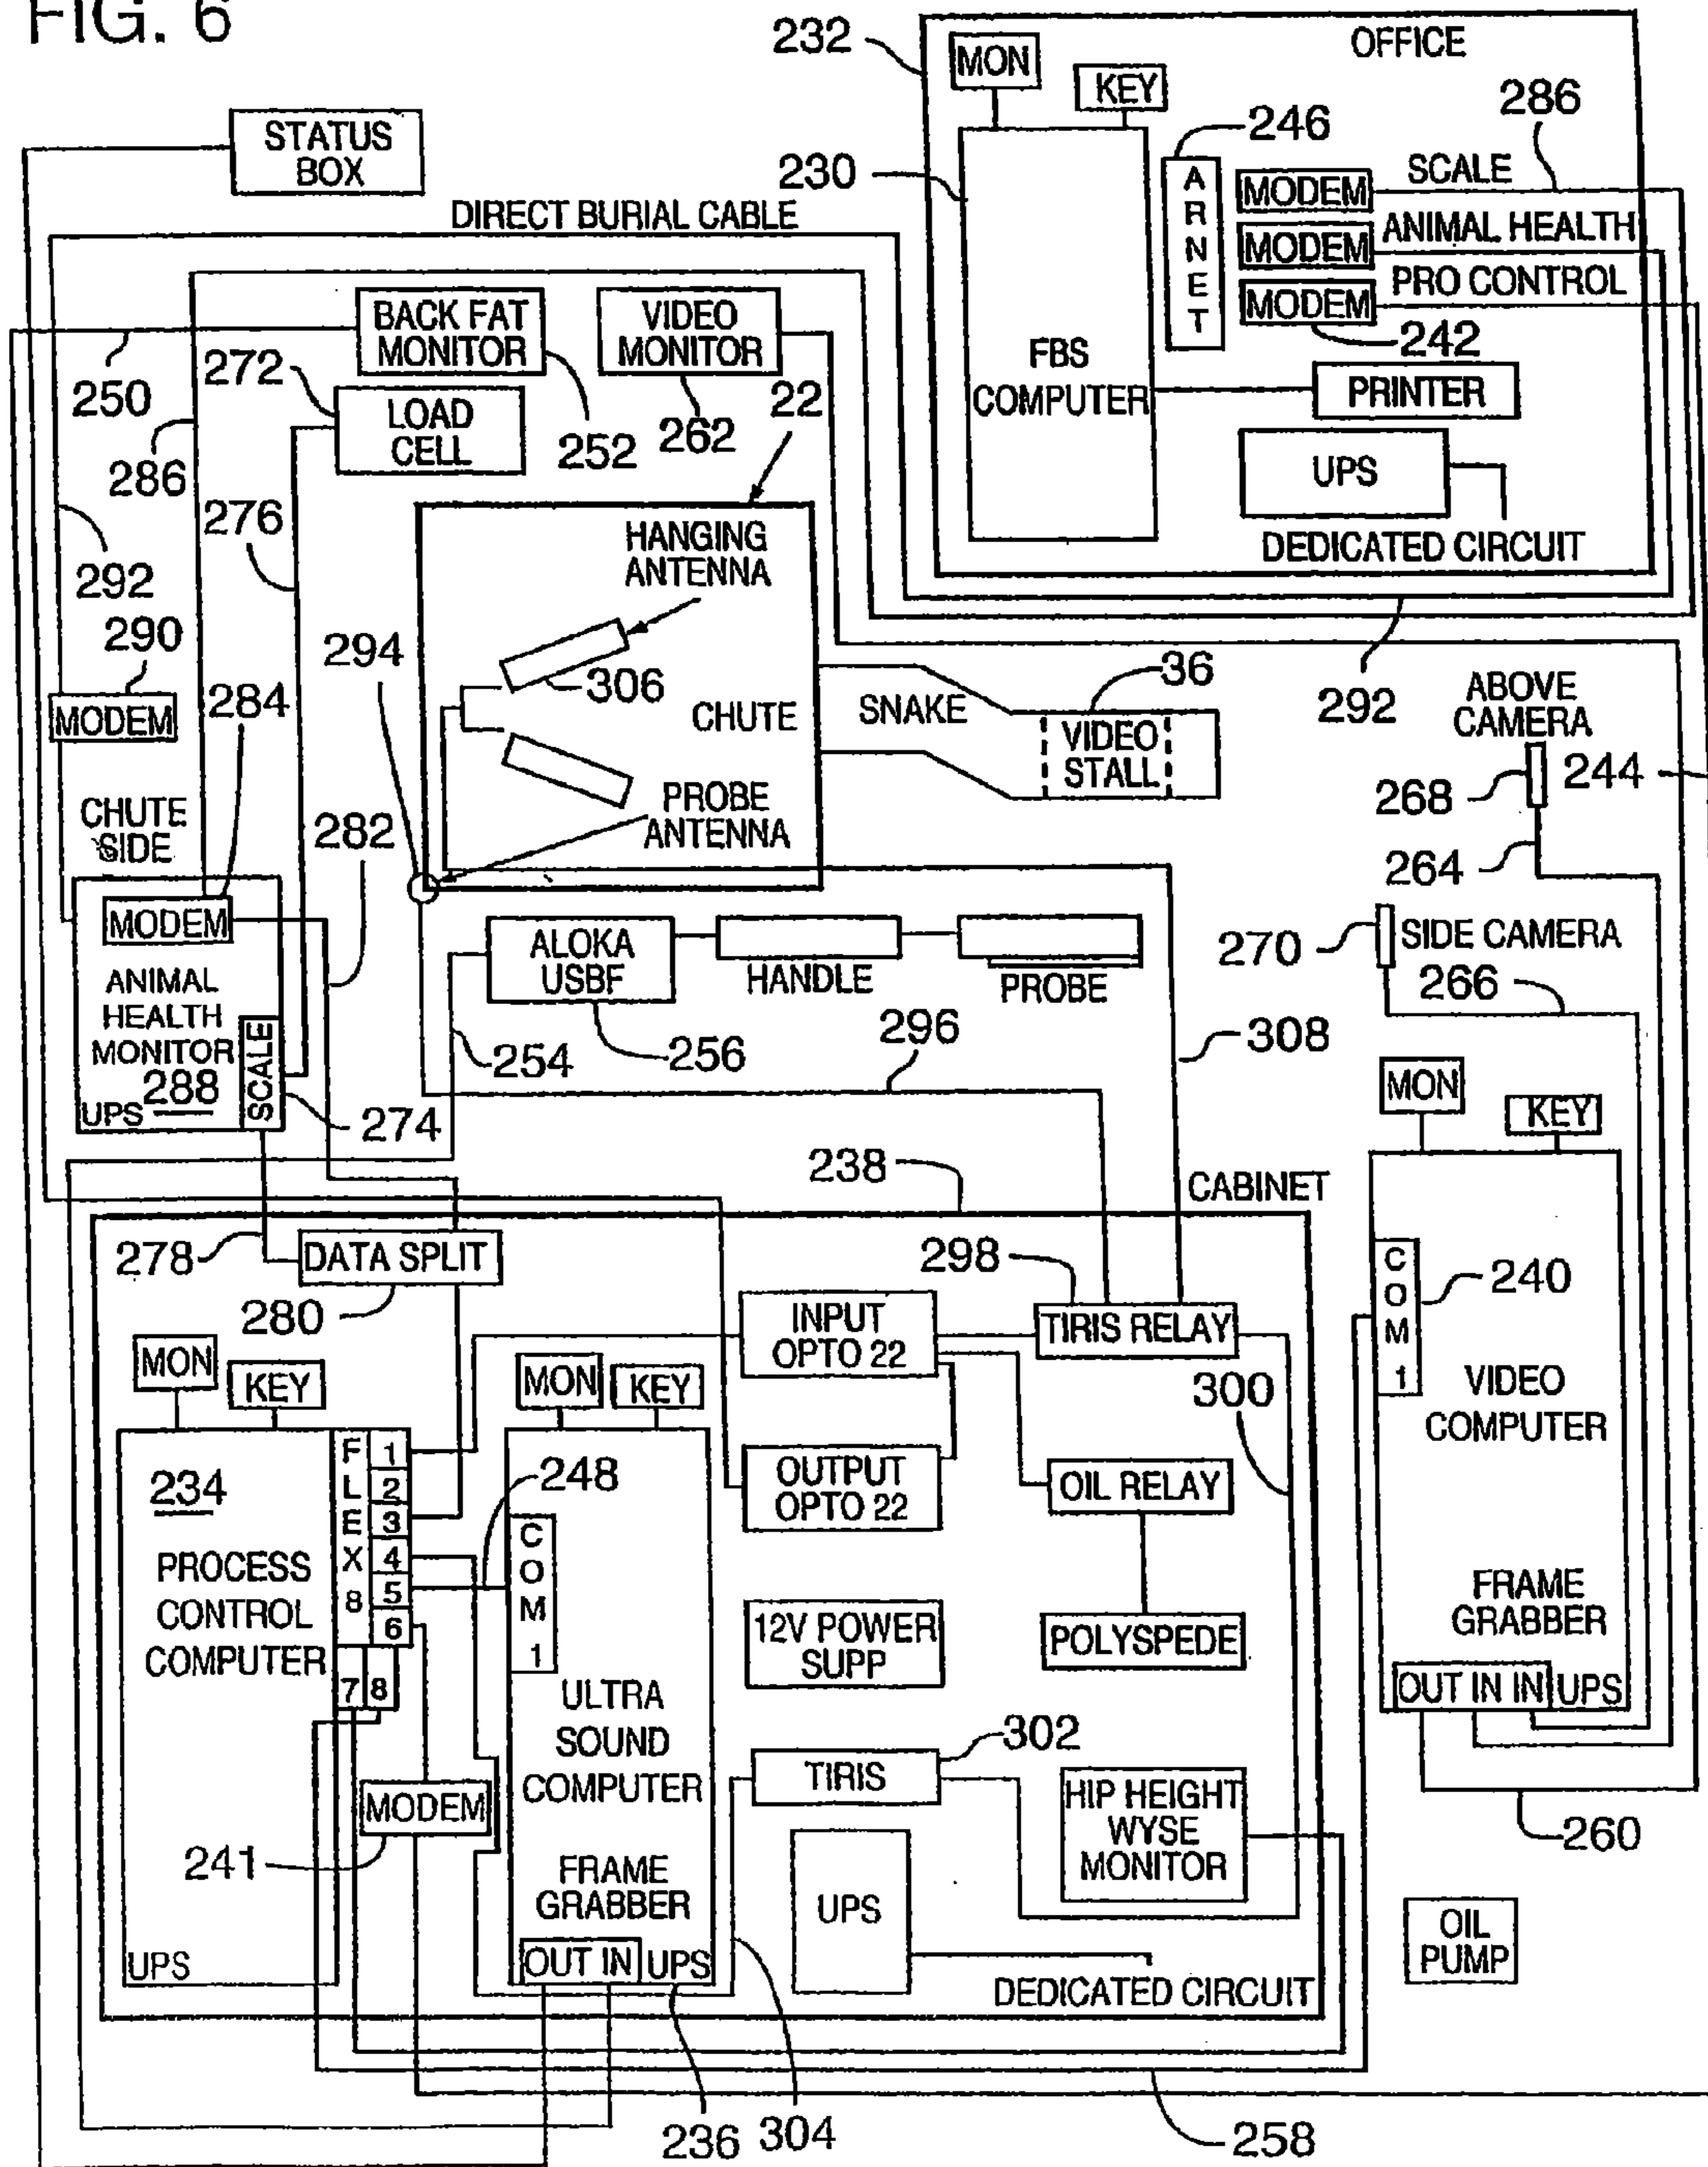 FIG. 6
232
OFFICE
MON
KEY
246
286
STATUS
BOX
230
ARNET
MODEM
SCALE
DIRECT BURIAL CABLE
MODEM
ANIMAL HEALTH
MODEM
PRO CONTROL
242
FBS
COMPUTER
PRINTER
UPS
DEDICATED CIRCUIT
BACK FAT
MONITOR
VIDEO
MONITOR
250
272
252
262
22
LOAD
CELL
286
276
292
HANGING
ANTENNA
306
290
MODEM
284
294
CHUTE
SNAKE
36
VIDEO
STALL
292
ABOVE
CAMERA
268
244
264
PROBE
ANTENNA
CHUTE
SIDE
282
MODEM
ANIMAL
HEALTH
MONITOR
288
UPS
SCALE
274
ALOKA
USBF
HANDLE
PROBE
270
SIDE CAMERA
266
254
256
296
308
MON
KEY
238
CABINET
278
DATA SPLIT
280
298
INPUT
OPTO 22
TIRIS RELAY
COM 1
240
300
VIDEO
COMPUTER
MON
KEY
MON
KEY
234
FLEX 8
1
2
3
4
5
6
7 8
248
OUTPUT
OPTO 22
OIL RELAY
PROCESS
CONTROL
COMPUTER
COM 1
FRAME
GRABBER
12V POWER
SUPP
POLYSPEDE
OUT IN IN UPS
ULTRA
SOUND
COMPUTER
302
TIRIS
MODEM
241
HIP HEIGHT
WYSE
MONITOR
260
FRAME
GRABBER
UPS
OIL
PUMP
UPS
OUT IN UPS
DEDICATED CIRCUIT
236
304
258